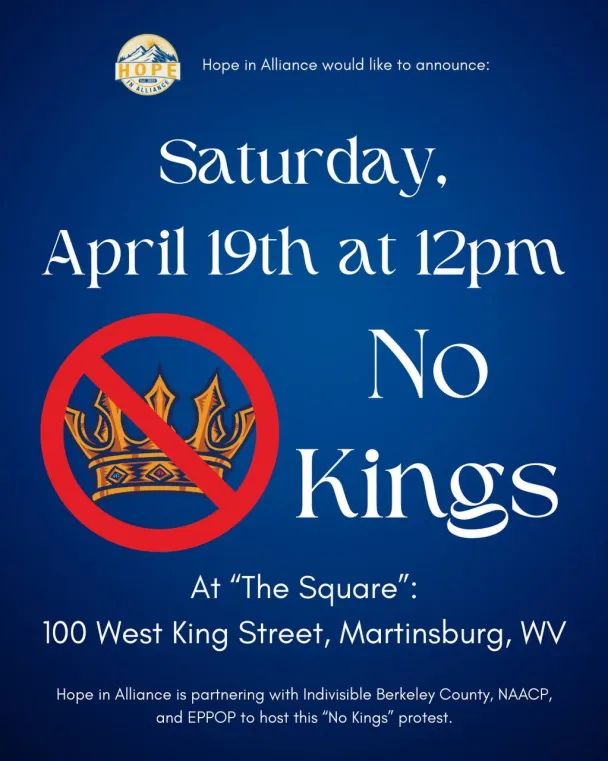 HOPE
IN ALLIANCE
Hope in Alliance would like to announce:
Saturday,
April 19th at 12pm
No
Kings
At “The Square”:
100 West King Street, Martinsburg, WV
Hope in Alliance is partnering with Indivisible Berkeley County, NAACP,
and EPPOP to host this “No Kings” protest.